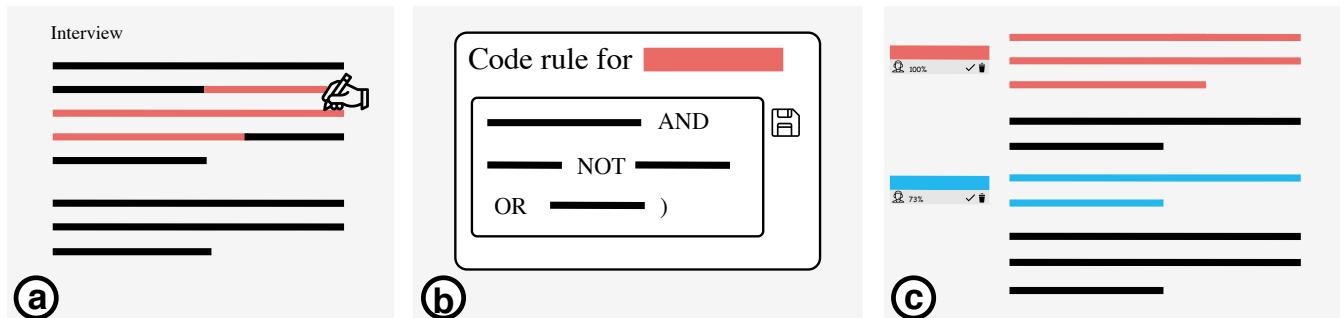 Interview
a
Code rule for
AND
NOT
OR )
b
100%
73%
c